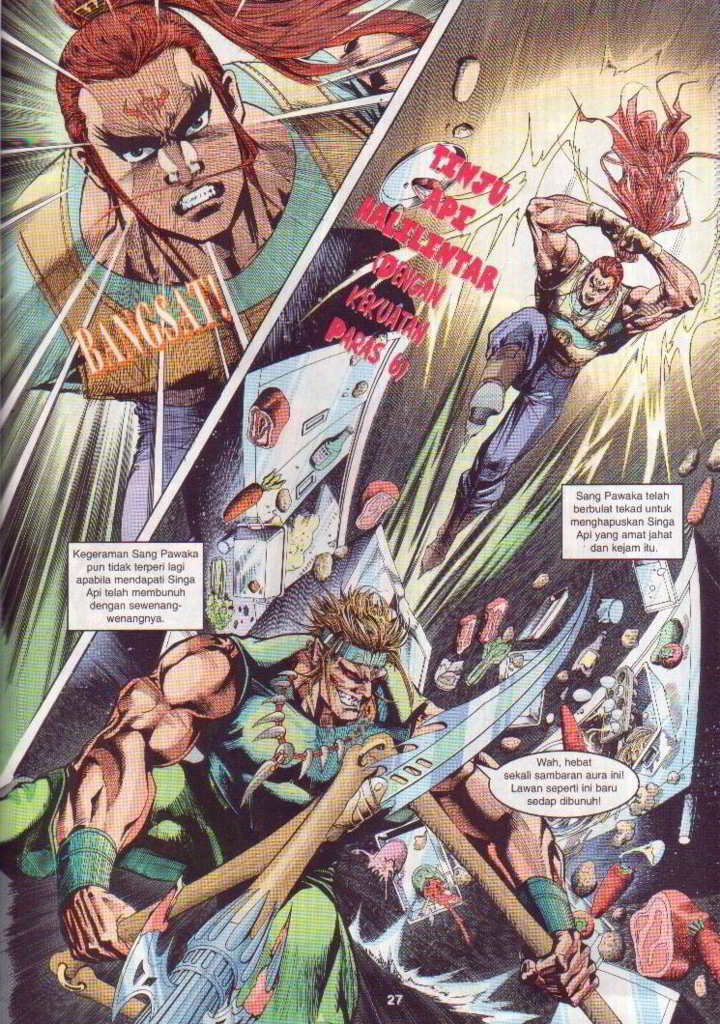 BANGSAT!
TINJU
API
HALILINTAR
(DENGAN
KEKUATAN
PARAS 6)
Kegeraman Sang Pawaka
pun tidak terperi lagi
apabila mendapati Singa
Api telah membunuh
dengan sewenang-
wenangnya.
Sang Pawaka telah
berbulat tekad untuk
menghapuskan Singa
Api yang amat jahat
dan kejam itu.
Wah, hebat
sekali sambaran aura ini!
Lawan seperti ini baru
sedap dibunuh!
27